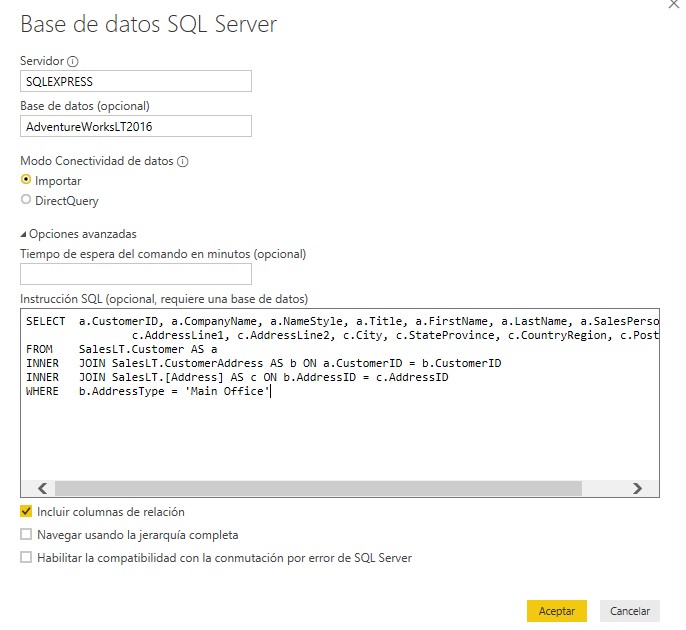 Base de datos SQL Server
Servidor
SQLEXPRESS
Base de datos (opcional)
AdventureWorksLT2016
Modo Conectividad de datos
Importar
DirectQuery
Opciones avanzadas
Tiempo de espera del comando en minutos (opcional)
Instrucción SQL (opcional, requiere una base de datos)
SELECT a.CustomerID, a.CompanyName, a.NameStyle, a.Title, a.FirstName, a.LastName, a.SalesPerso
c.AddressLine1, c.AddressLine2, c.City, c.StateProvince, c.CountryRegion, c.Post
FROM SalesLT.Customer AS a
INNER JOIN SalesLT.CustomerAddress AS b ON a.CustomerID = b.CustomerID
INNER JOIN SalesLT.[Address] AS c ON b.AddressID = c.AddressID
WHERE b.AddressType = 'Main Office'
Incluir columnas de relación
Navegar usando la jerarquía completa
Habilitar la compatibilidad con la conmutación por error de SQL Server
Aceptar Cancelar